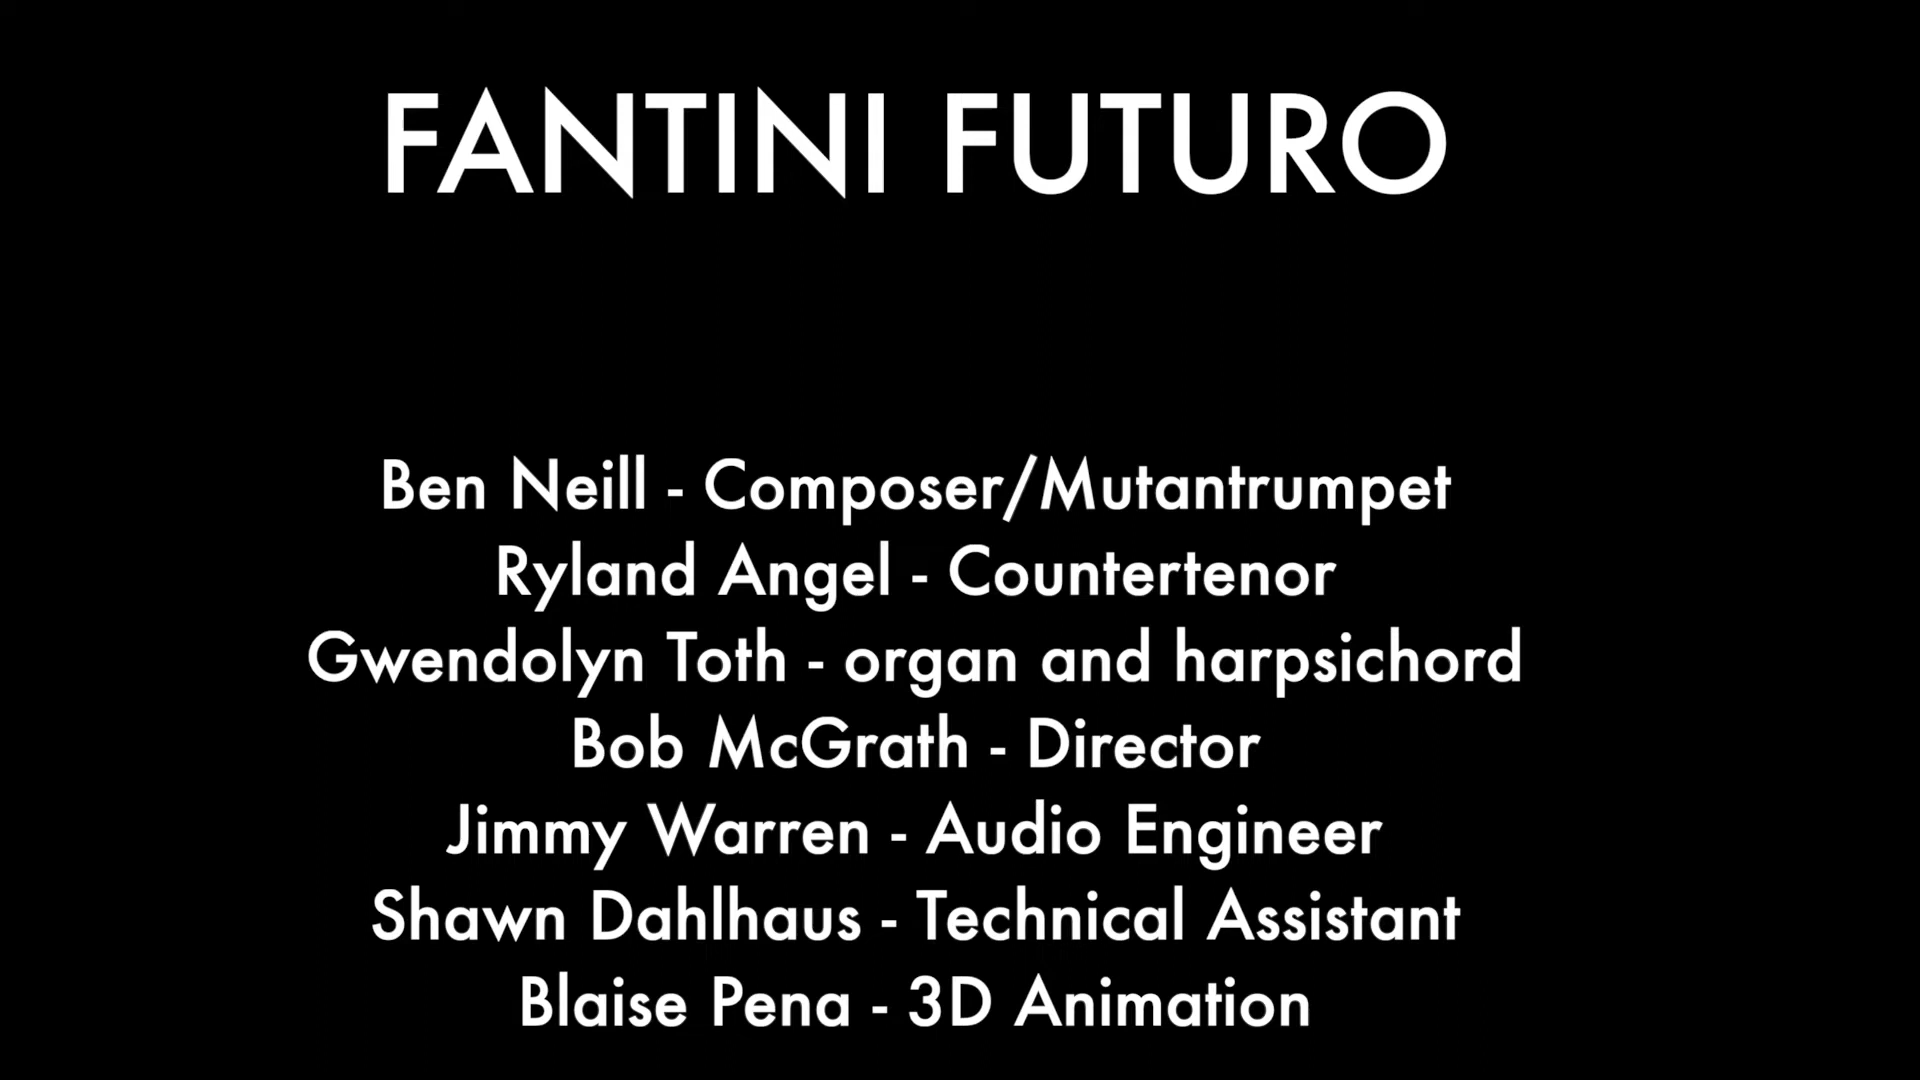 FANTINI FUTURO
Ben Neill - Composer/Mutantrumpet
Ryland Angel - Countertenor
Gwendolyn Toth - organ and harpsichord
Bob McGrath - Director
Jimmy Warren - Audio Engineer
Shawn Dahlhaus - Technical Assistant
Blaise Pena - 3D Animation